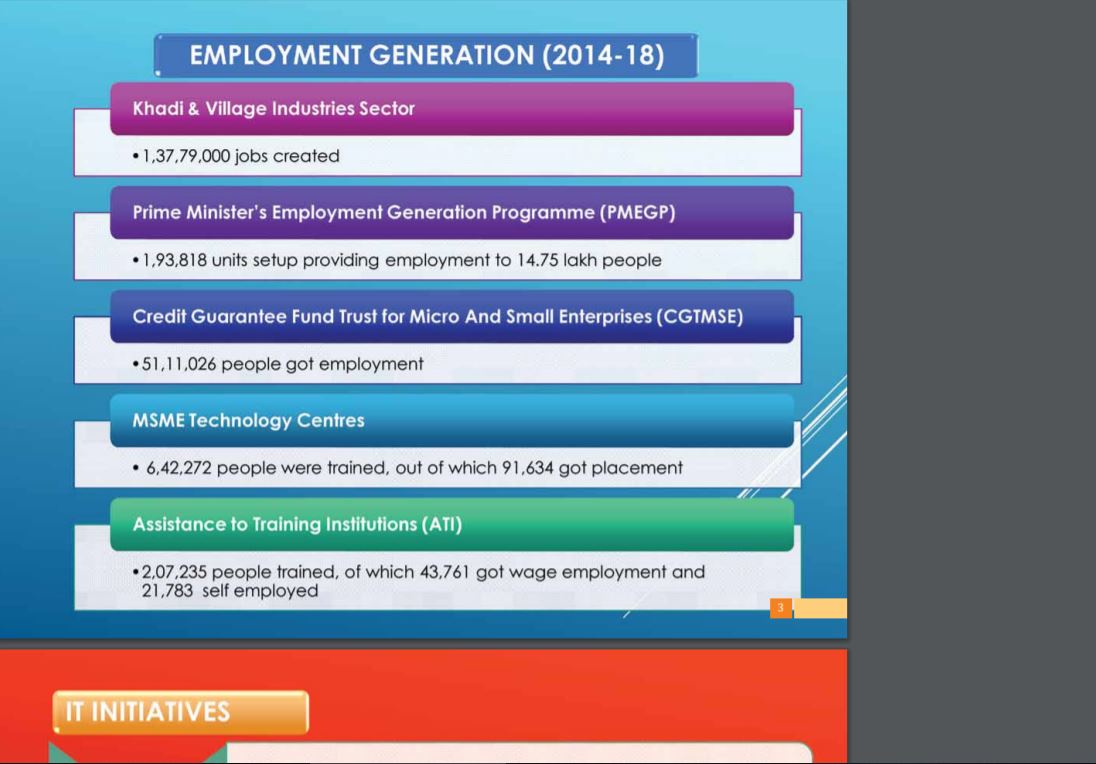 EMPLOYMENT GENERATION (2014-18)
Khadi & Village Industries Sector
•1,37,79,000 jobs created
Prime Minister's Employment Generation Programme (PMEGP)
•1,93,818 units setup providing employment to 14.75 lakh people
Credit Guarantee Fund Trust for Micro And Small Enterprises (CGTMSE)
•51,11,026 people got employment
MSME Technology Centres
• 6,42,272 people were trained, out of which 91,634 got placement
Assistance to Training Institutions (ATI)
•2,07,235 people trained, of which 43,761 got wage employment and
21,783 self employed
3
IT INITIATIVES